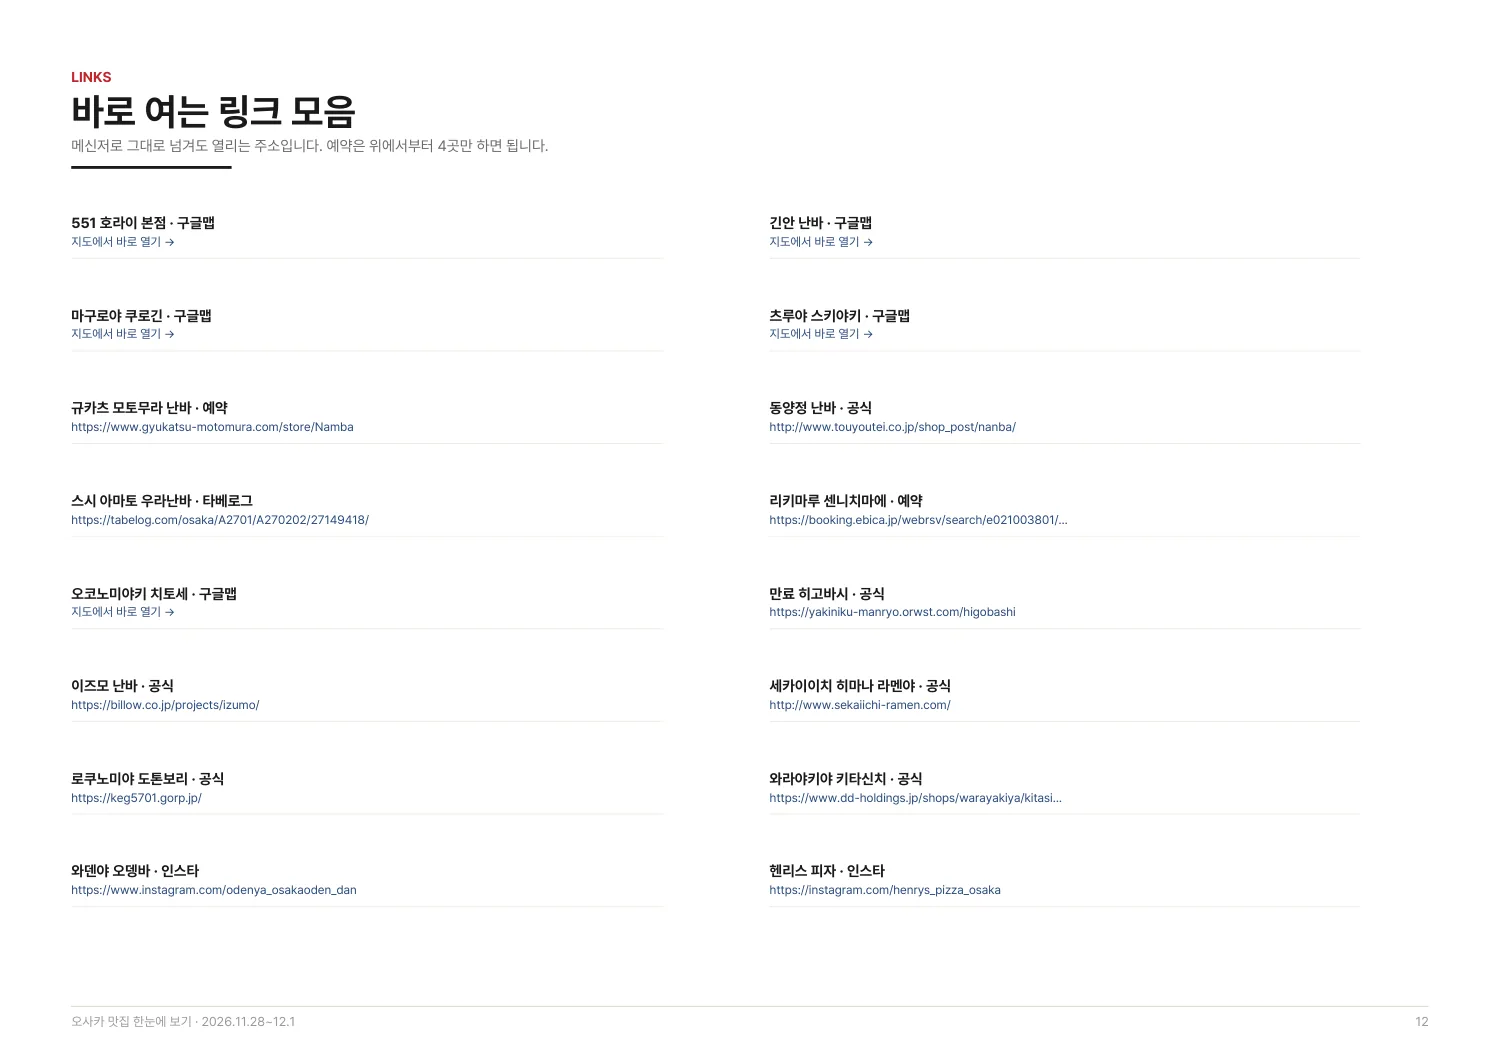 LINKS
바로 여는 링크 모음
메신저로 그대로 넘겨도 열리는 주소입니다. 예약은 위에서부터 4곳만 하면 됩니다.
551 호라이 본점 · 구글맵
지도에서 바로 열기 →
긴안 난바 · 구글맵
지도에서 바로 열기 →
마구로야 쿠로긴 · 구글맵
지도에서 바로 열기 →
츠루야 스키야키 · 구글맵
지도에서 바로 열기 →
규카츠 모토무라 난바 · 예약
https://www.gyukatsu-motomura.com/store/Namba
동양정 난바 · 공식
http://www.touyoutei.co.jp/shop_post/nanba/
스시 아마토 우라난바 · 타베로그
https://tabelog.com/osaka/A2701/A270202/27149418/
리키마루 센니치마에 · 예약
https://booking.ebica.jp/webrsv/search/e021003801/...
오코노미야키 치토세 · 구글맵
지도에서 바로 열기 →
만료 히고바시 · 공식
https://yakiniku-manryo.orwst.com/higobashi
이즈모 난바 · 공식
https://billow.co.jp/projects/izumo/
세카이이치 히마나 라멘야 · 공식
http://www.sekaiichi-ramen.com/
로쿠노미야 도톤보리 · 공식
https://keg5701.gorp.jp/
와라야키야 키타신치 · 공식
https://www.dd-holdings.jp/shops/warayakiya/kitasi...
와덴야 오뎅바 · 인스타
https://www.instagram.com/odenya_osakaoden_dan
헨리스 피자 · 인스타
https://instagram.com/henrys_pizza_osaka
오사카 맛집 한눈에 보기 · 2026.11.28–12.1
12